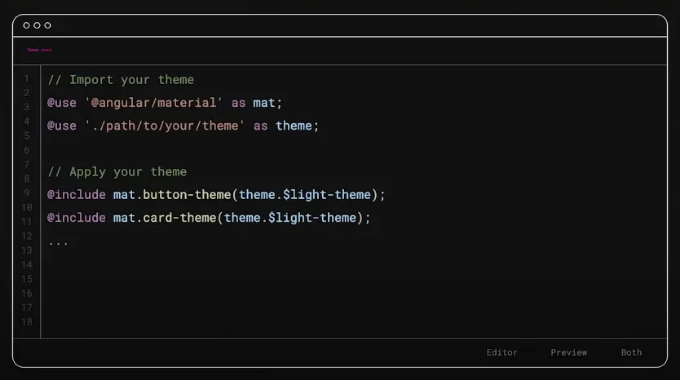 // Import your theme
@use '@angular/material' as mat;
@use './path/to/your/theme' as theme;
// Apply your theme
@include mat.button-theme(theme.$light-theme);
@include mat.card-theme(theme.$light-theme);
...
1
2
3
4
5
6
7
8
9
10
11
12
13
14
15
16
17
18
Editor Preview Both